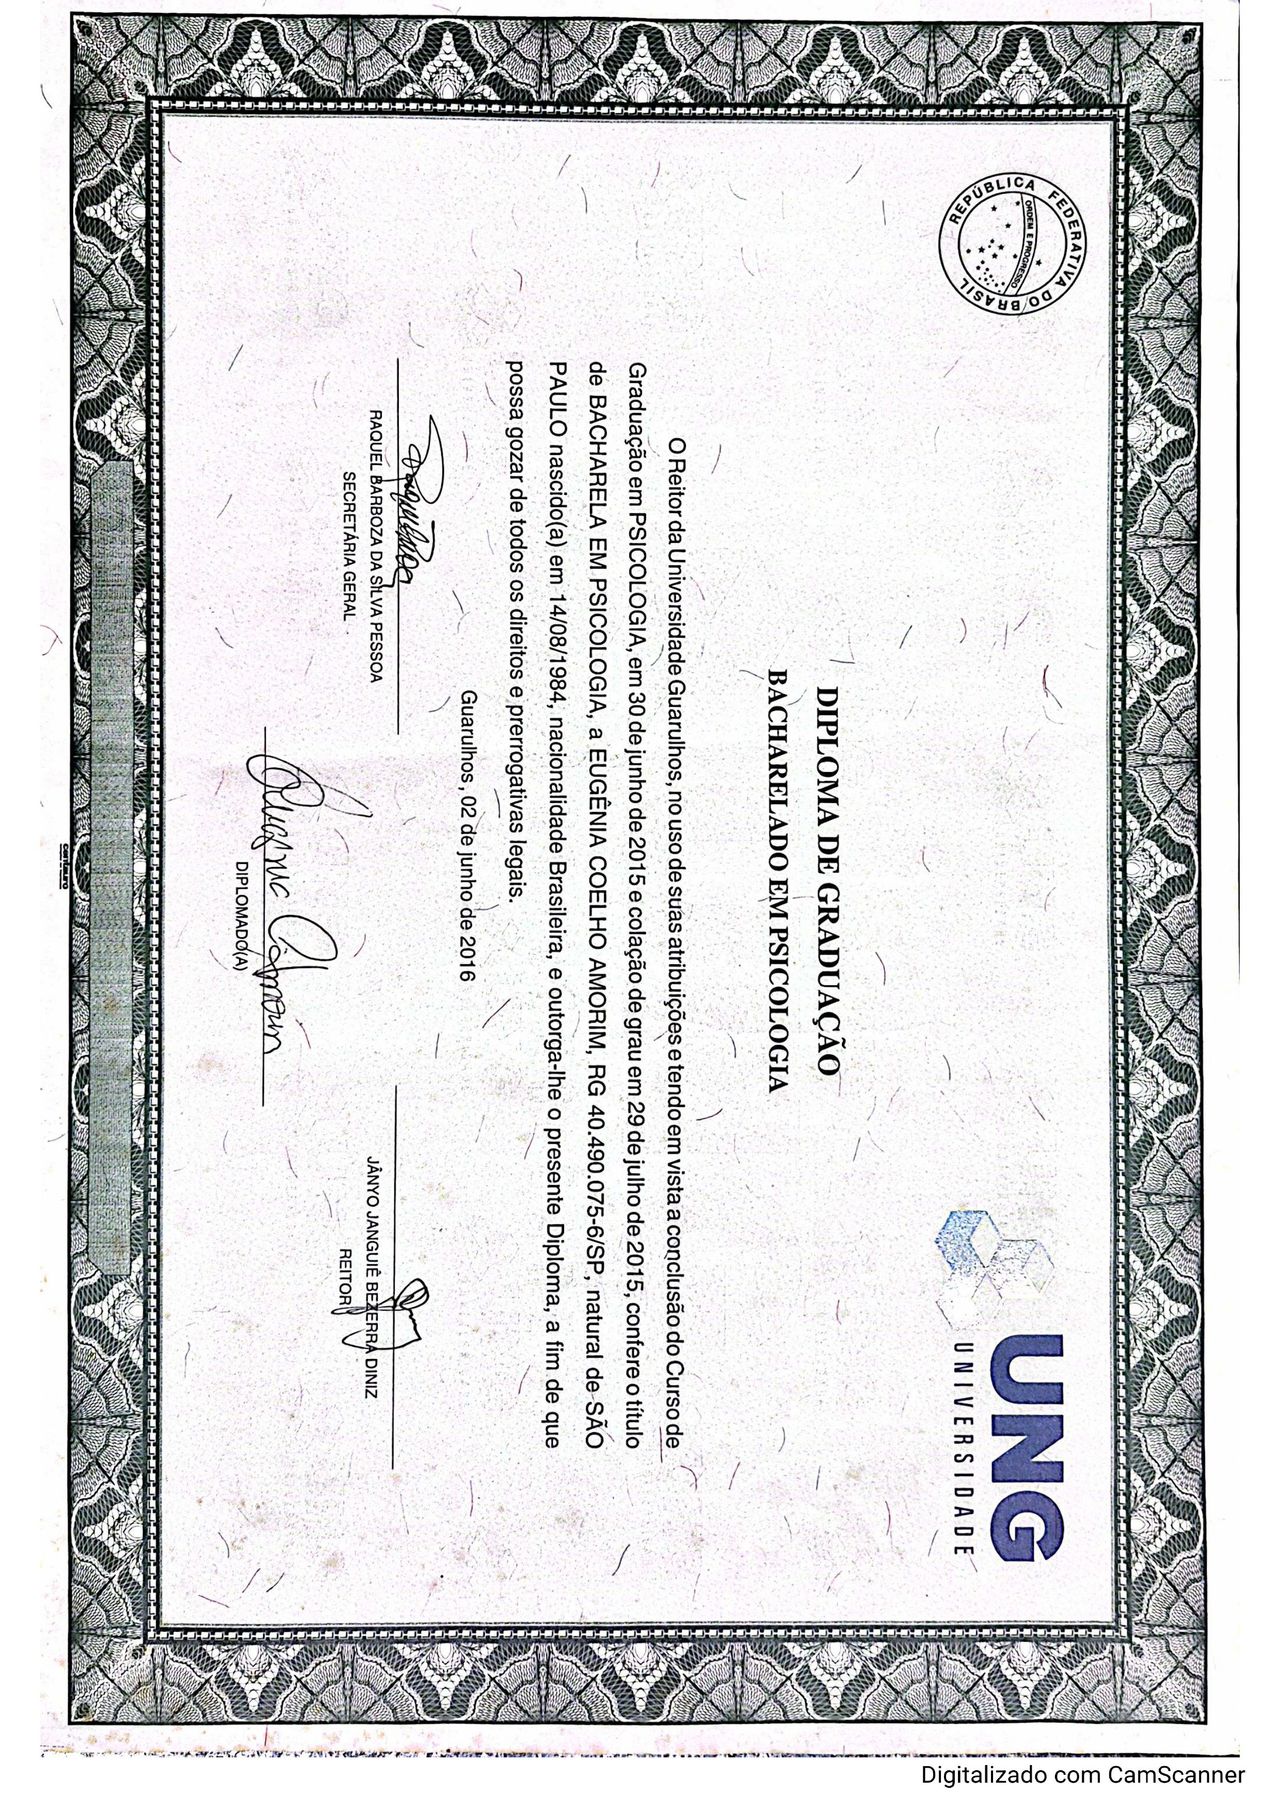 REPÚBLICA FEDERATIVA DO BRASIL
ORDEM E PROGRESSO
UNG
UNIVERSIDADE
DIPLOMA DE GRADUAÇÃO
BACHARELADO EM PSICOLOGIA
O Reitor da Universidade Guarulhos, no uso de suas atribuições e tendo em vista a conclusão do Curso de
Graduação em PSICOLOGIA, em 30 de junho de 2015 e colação de grau em 29 de julho de 2015, confere o título
de BACHARELA EM PSICOLOGIA, a EUGÊNIA COELHO AMORIM, RG 40.490.075-6/SP, natural de SÃO
PAULO nascido(a) em 14/08/1984, nacionalidade Brasileira, e outorga-lhe o presente Diploma, a fim de que
possa gozar de todos os direitos e prerrogativas legais.
Guarulhos, 02 de junho de 2016
RAQUEL BARBOZA DA SILVA PESSOA
SECRETÁRIA GERAL
JÂNYO JANGUIÊ BEZERRA DINIZ
REITOR
DIPLOMADO(A)
centauro
Digitalizado com CamScanner